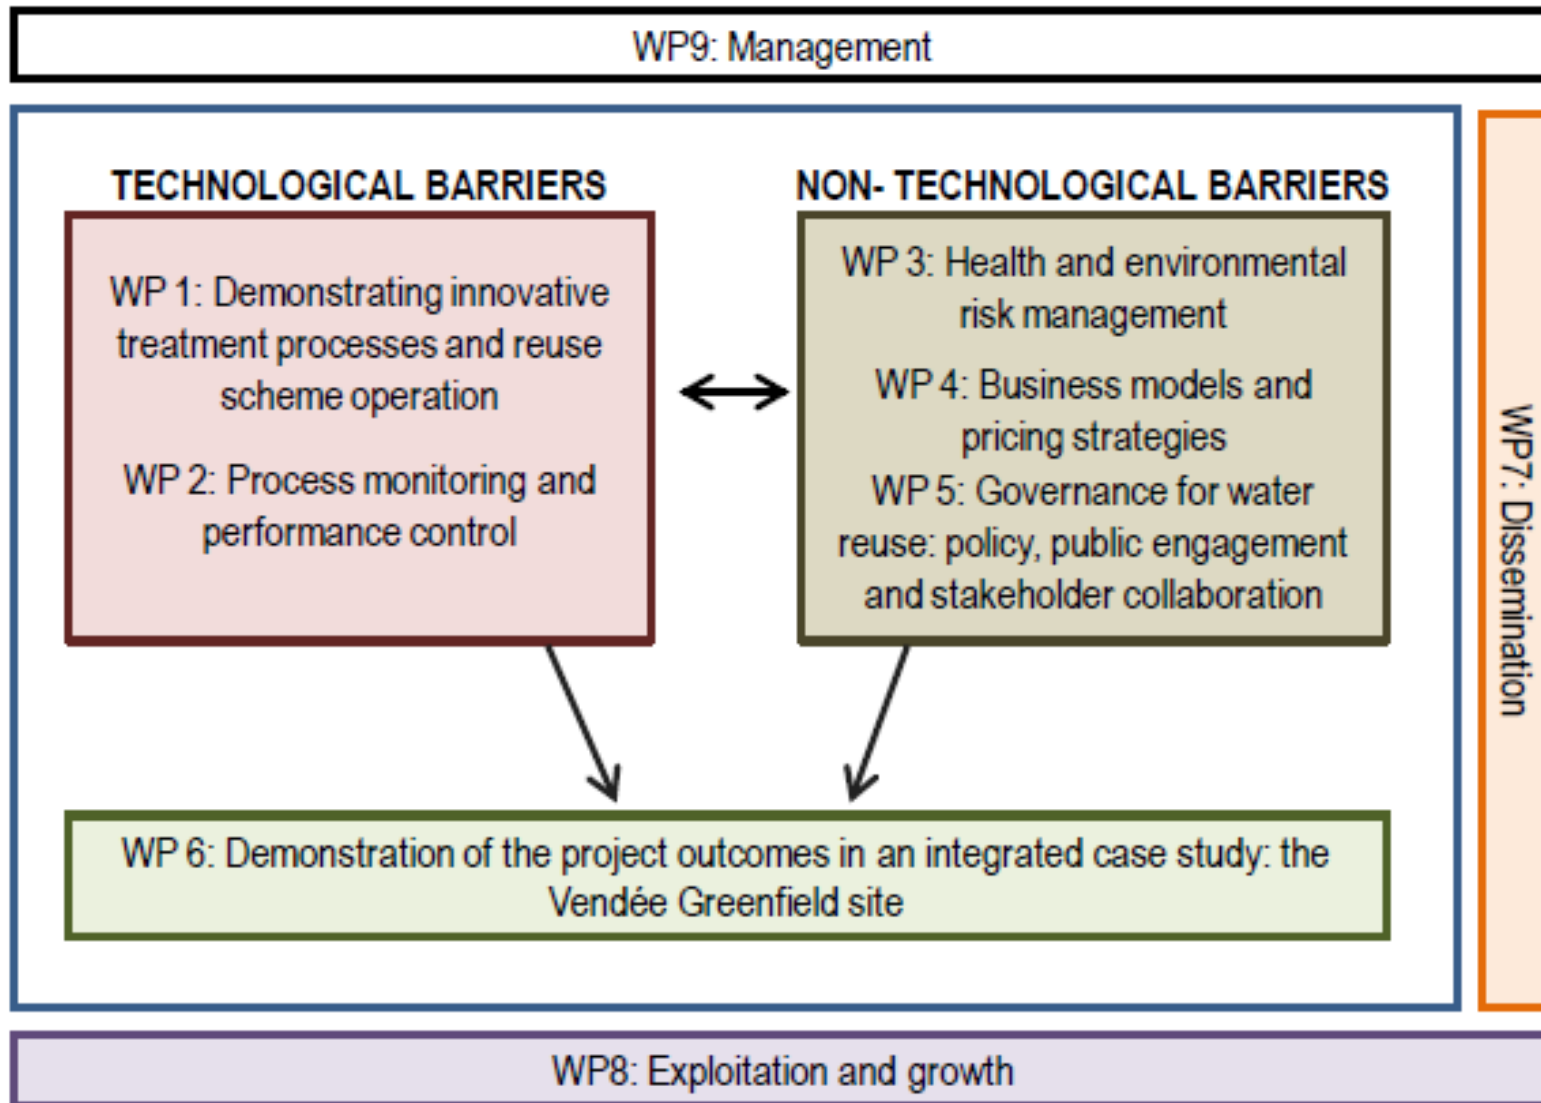 WP9: Management
TECHNOLOGICAL BARRIERS
WP 1: Demonstrating innovative
treatment processes and reuse
scheme operation
WP 2: Process monitoring and
performance control
NON- TECHNOLOGICAL BARRIERS
WP 3: Health and environmental
risk management
WP 4: Business models and
pricing strategies
WP 5: Governance for water
reuse: policy, public engagement
and stakeholder collaboration
WP 6: Demonstration of the project outcomes in an integrated case study: the
Vendée Greenfield site
WP7: Dissemination
WP8: Exploitation and growth